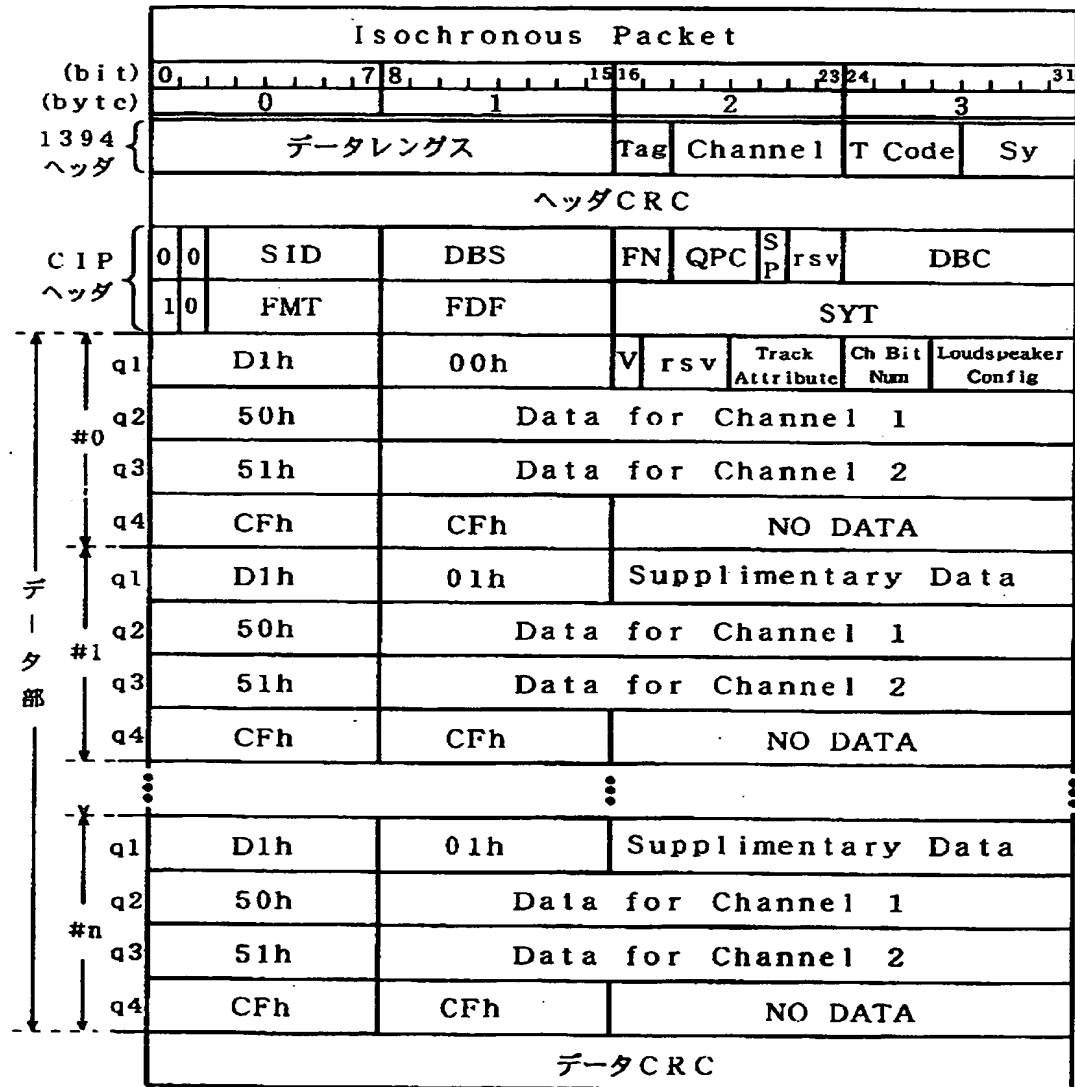 Isochronous Packet
(bit) 0 7 8 15 16 23 24 31
(bytc) 0 1 2 3
1394 ヘッダ データレングス Tag Channel T Code Sy
ヘッダCRC
CIP ヘッダ 0 0 SID DBS FN QPC SP rsv DBC
1 0 FMT FDF SYT
データ部
#0
q1 D1h 00h V rsv Track Attribute Ch Bit Num Loudspeaker Config
q2 50h Data for Channel 1
q3 51h Data for Channel 2
q4 CFh CFh NO DATA
#1
q1 D1h 01h Supplimentary Data
q2 50h Data for Channel 1
q3 51h Data for Channel 2
q4 CFh CFh NO DATA
#n
q1 D1h 01h Supplimentary Data
q2 50h Data for Channel 1
q3 51h Data for Channel 2
q4 CFh CFh NO DATA
データCRC